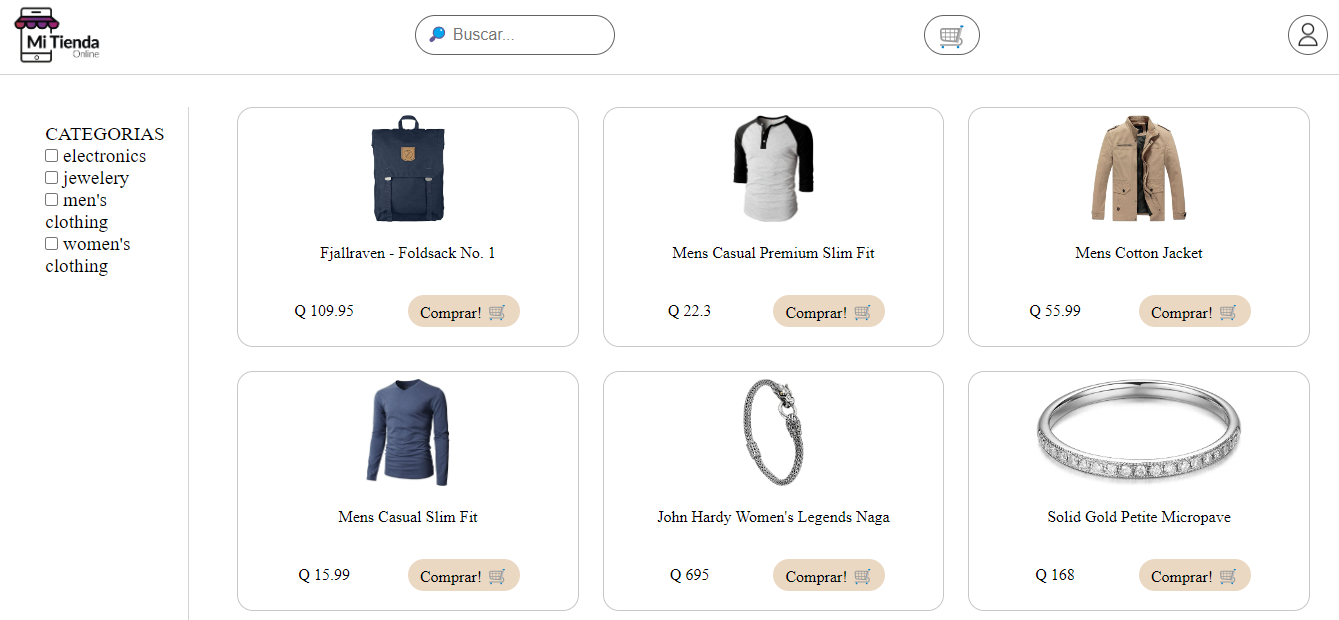 Mi Tienda
Online
Buscar...
CATEGORIAS
electronics
jewelery
men's
clothing
women's
clothing
Fjallraven - Foldsack No. 1
Q 109.95
Comprar!
Mens Casual Premium Slim Fit
Q 22.3
Comprar!
Mens Cotton Jacket
Q 55.99
Comprar!
Mens Casual Slim Fit
Q 15.99
Comprar!
John Hardy Women's Legends Naga
Q 695
Comprar!
Solid Gold Petite Micropave
Q 168
Comprar!